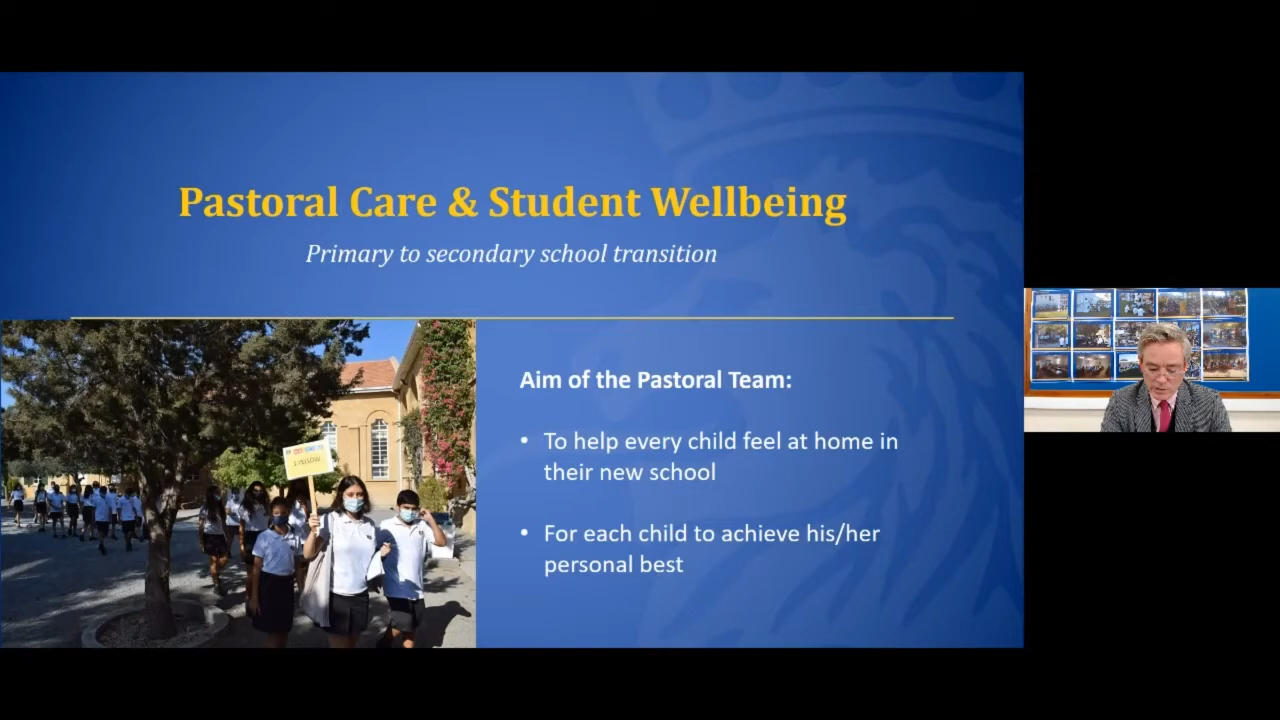 Pastoral Care & Student Wellbeing
Primary to secondary school transition
Aim of the Pastoral Team:
• To help every child feel at home in
their new school
• For each child to achieve his/her
personal best